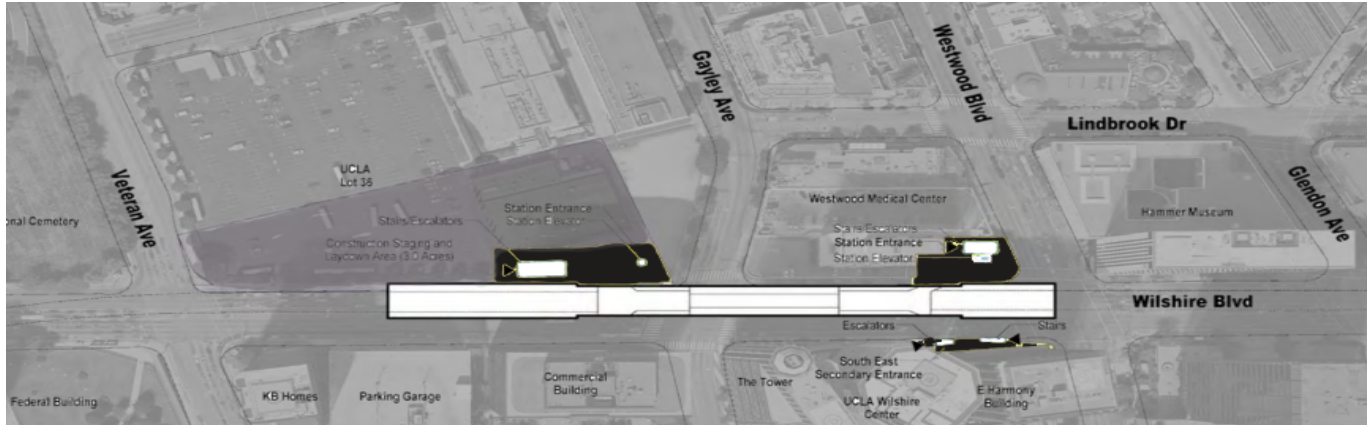 Gayley Ave
Westwood Blvd
Lindbrook Dr
UCLA
Lot 36
Veteran Ave
Glendon Ave
Westwood Medical Center
onal Cemetery
Stairs/Escalators
Station Entrance
Station Elevator
Hammer Museum
Stairs/Escalators
Station Entrance
Station Elevator
Construction Staging and
Laydown Area (3.0 Acres)
Wilshire Blvd
Escalators
Stairs
South East
Secondary Entrance
The Tower
Commercial
Building
E Harmony
Building
KB Homes
Parking Garage
Federal Building
UCLA Wilshire
Center